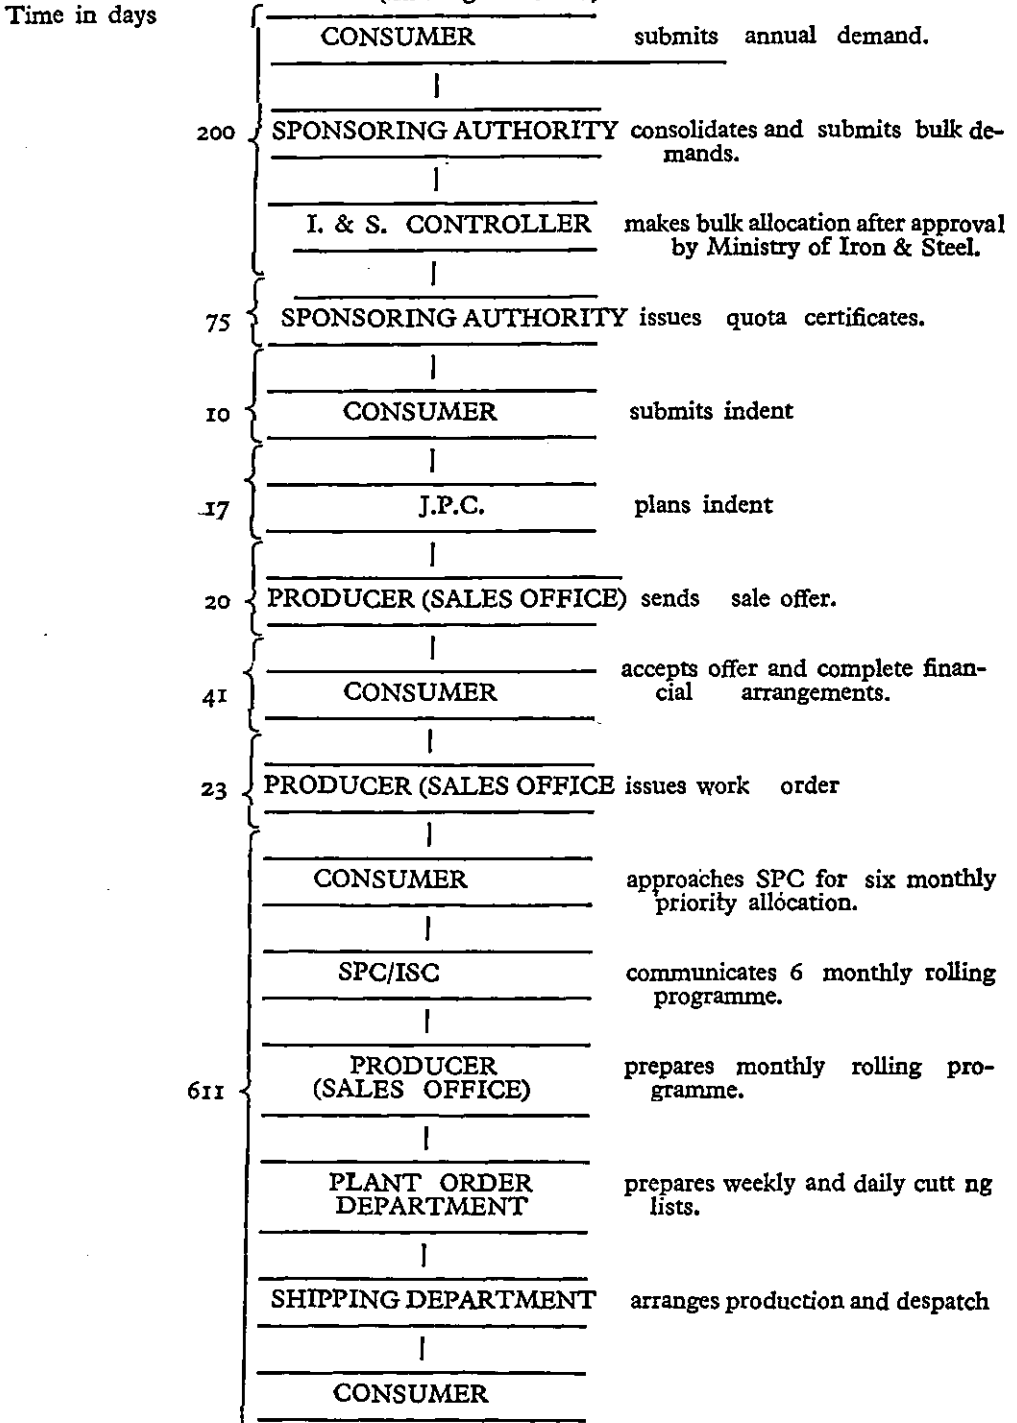 Time in days
CONSUMER submits annual demand.
200 SPONSORING AUTHORITY consolidates and submits bulk de-
mands.
I. & S. CONTROLLER makes bulk allocation after approval
by Ministry of Iron & Steel.
75 SPONSORING AUTHORITY issues quota certificates.
10 CONSUMER submits indent
17 J.P.C. plans indent
20 PRODUCER (SALES OFFICE) sends sale offer.
accepts offer and complete finan-
41 CONSUMER cial arrangements.
23 PRODUCER (SALES OFFICE issues work order
CONSUMER approaches SPC for six monthly
priority allocation.
SPC/ISC communicates 6 monthly rolling
programme.
PRODUCER prepares monthly rolling pro-
611 (SALES OFFICE) gramme.
PLANT ORDER prepares weekly and daily cutt ng
DEPARTMENT lists.
SHIPPING DEPARTMENT arranges production and despatch
CONSUMER